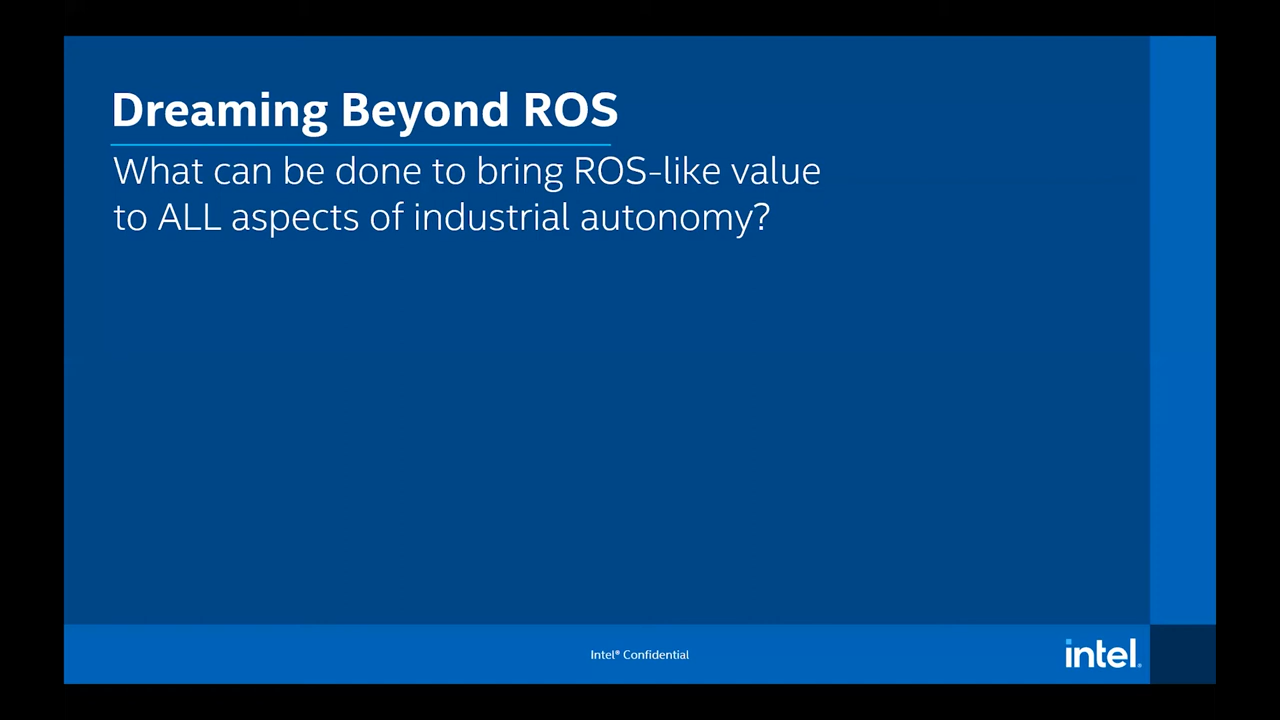 Dreaming Beyond ROS
What can be done to bring ROS-like value
to ALL aspects of industrial autonomy?
Intel® Confidential
intel.